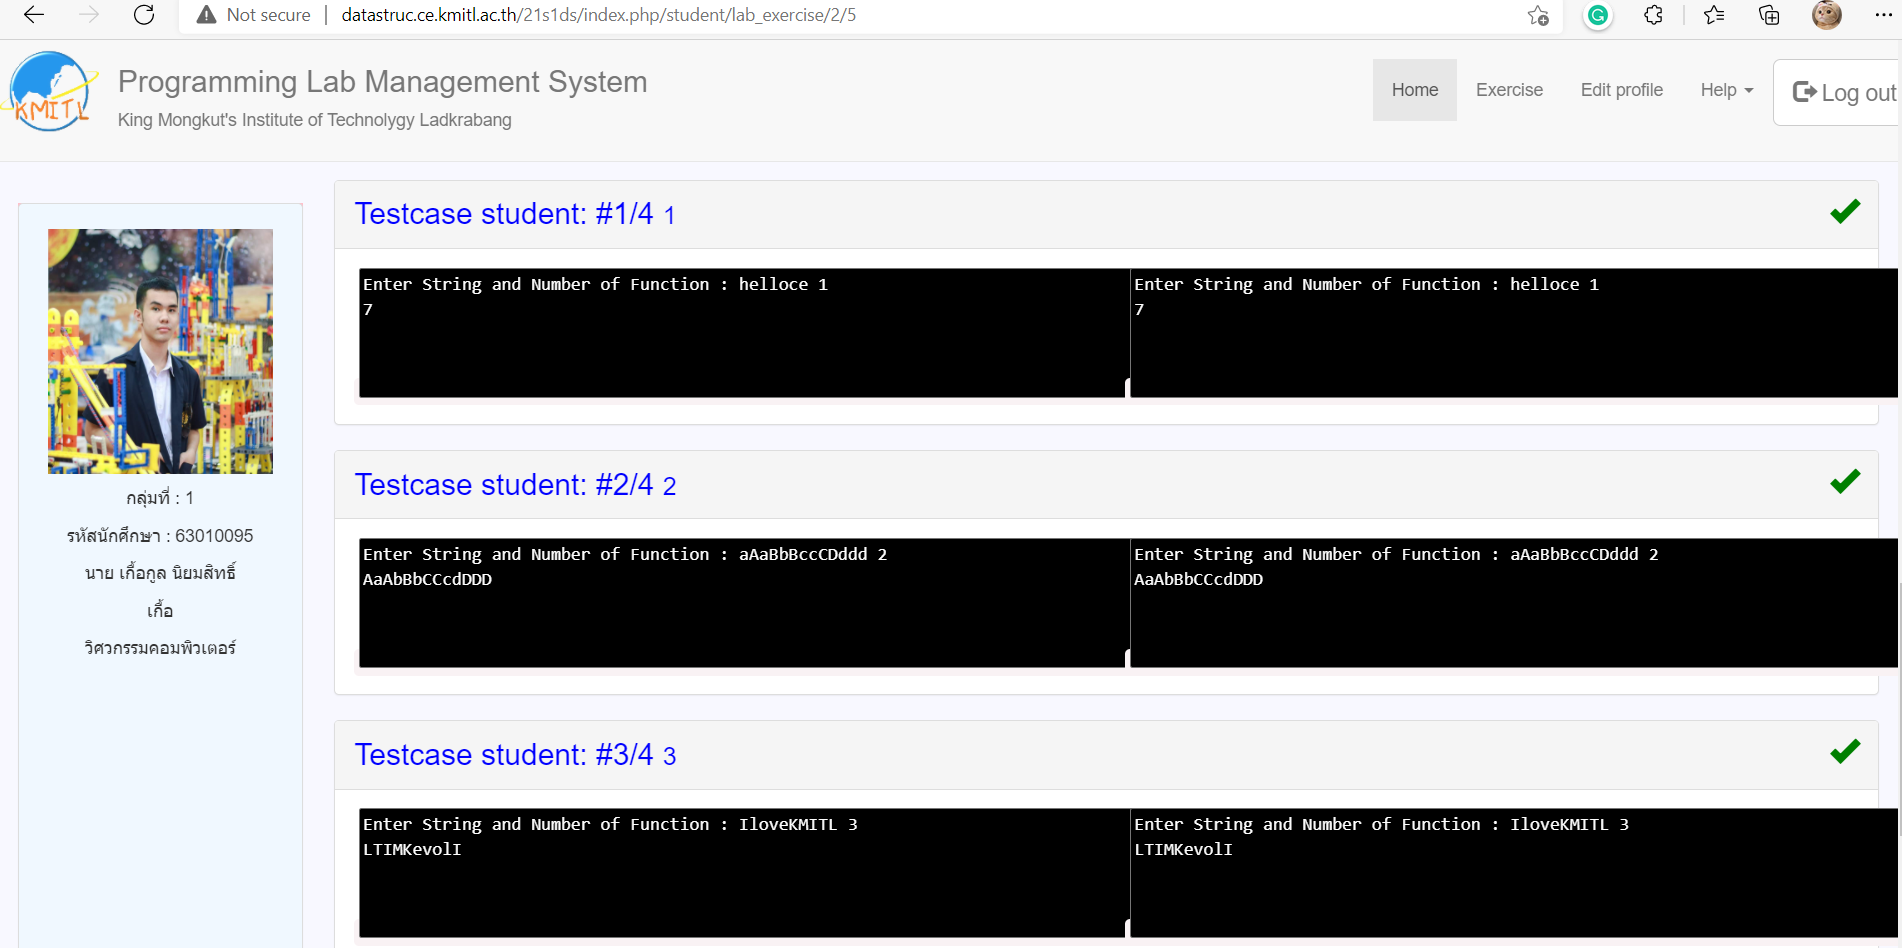 Not secure | datastruc.ce.kmitl.ac.th/21s1ds/index.php/student/lab_exercise/2/5
KMITL
Programming Lab Management System
King Mongkut's Institute of Technolygy Ladkrabang
Home Exercise Edit profile Help Log out
กลุ่มที่ : 1
รหัสนักศึกษา : 63010095
นาย เกื้อกูล นิยมสิทธิ์
เกื้อ
วิศวกรรมคอมพิวเตอร์
Testcase student: #1/4 1
Enter String and Number of Function : helloce 1
7
Enter String and Number of Function : helloce 1
7
Testcase student: #2/4 2
Enter String and Number of Function : aAaBbBccCDddd 2
AaAbBbCCcdDDD
Enter String and Number of Function : aAaBbBccCDddd 2
AaAbBbCCcdDDD
Testcase student: #3/4 3
Enter String and Number of Function : IloveKMITL 3
LTIMKevolI
Enter String and Number of Function : IloveKMITL 3
LTIMKevolI